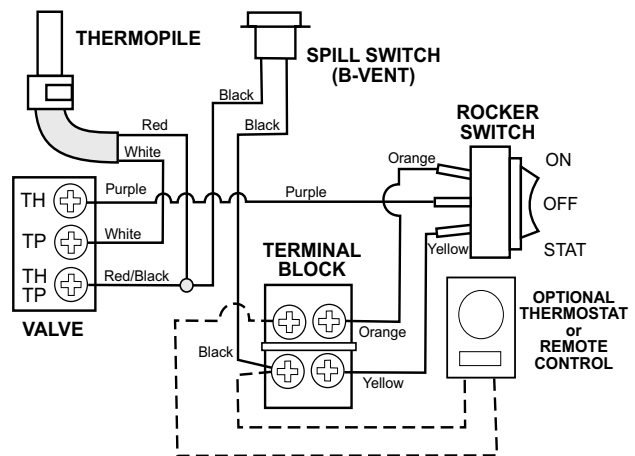 THERMOPILE
SPILL SWITCH
(B-VENT)
Black
Black
Red
White
ROCKER
SWITCH
Orange
ON
OFF
STAT
TH
Purple
Purple
TP
White
Yellow
TH
TP
Red/Black
VALVE
TERMINAL
BLOCK
OPTIONAL
THERMOSTAT
or
REMOTE
CONTROL
Orange
Black
Yellow